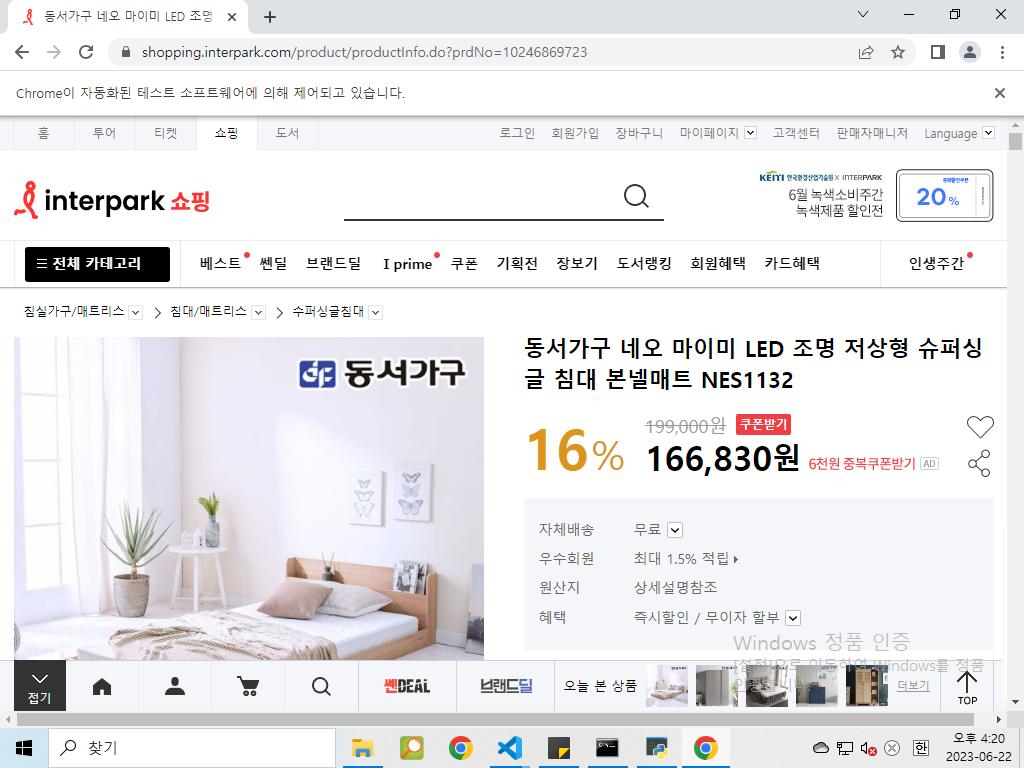 동서가구 네오 마이미 LED 조명
shopping.interpark.com/product/productInfo.do?prdNo=10246869723
Chrome이 자동화된 테스트 소프트웨어에 의해 제어되고 있습니다.
홈 투어 티켓 쇼핑 도서 로그인 회원가입 장바구니 마이페이지 고객센터 판매자매니저 Language
KEITI 한국환경산업기술원 X INTERPARK
6월 녹색소비주간
녹색제품 할인전
20%
interpark 쇼핑
전체 카테고리 베스트 쎈딜 브랜드딜 I prime 쿠폰 기획전 장보기 도서랭킹 회원혜택 카드혜택 인생주간
침실가구/매트리스 침대/매트리스 수퍼싱글침대
동서가구
동서가구 네오 마이미 LED 조명 저상형 슈퍼싱
글 침대 본넬매트 NES1132
199,000원 쿠폰받기
16% 166,830원 6천원 중복쿠폰받기 AD
자체배송 무료
우수회원 최대 1.5% 적립
원산지 상세설명참조
혜택 즉시할인 / 무이자 할부
Windows 정품 인증
[설정]으로 이동하여 Windows를 정품
접기 쎈DEAL 브랜드딜 오늘 본 상품 더보기 TOP
찾기
한
오후 4:20
2023-06-22